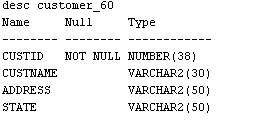 desc customer_60
Name     Null     Type
-------- -------- ------------
CUSTID   NOT NULL NUMBER(38)
CUSTNAME          VARCHAR2(30)
ADDRESS           VARCHAR2(50)
STATE             VARCHAR2(50)